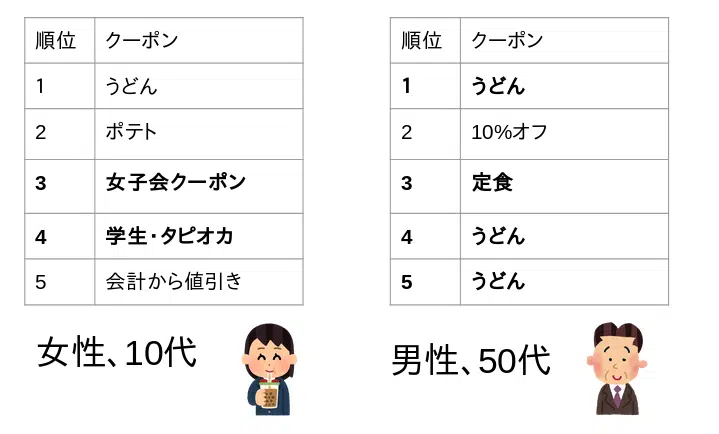 順位 クーポン
1 うどん
2 ポテト
3 女子会クーポン
4 学生・タピオカ
5 会計から値引き
女性、10代
順位 クーポン
1 うどん
2 10%オフ
3 定食
4 うどん
5 うどん
男性、50代